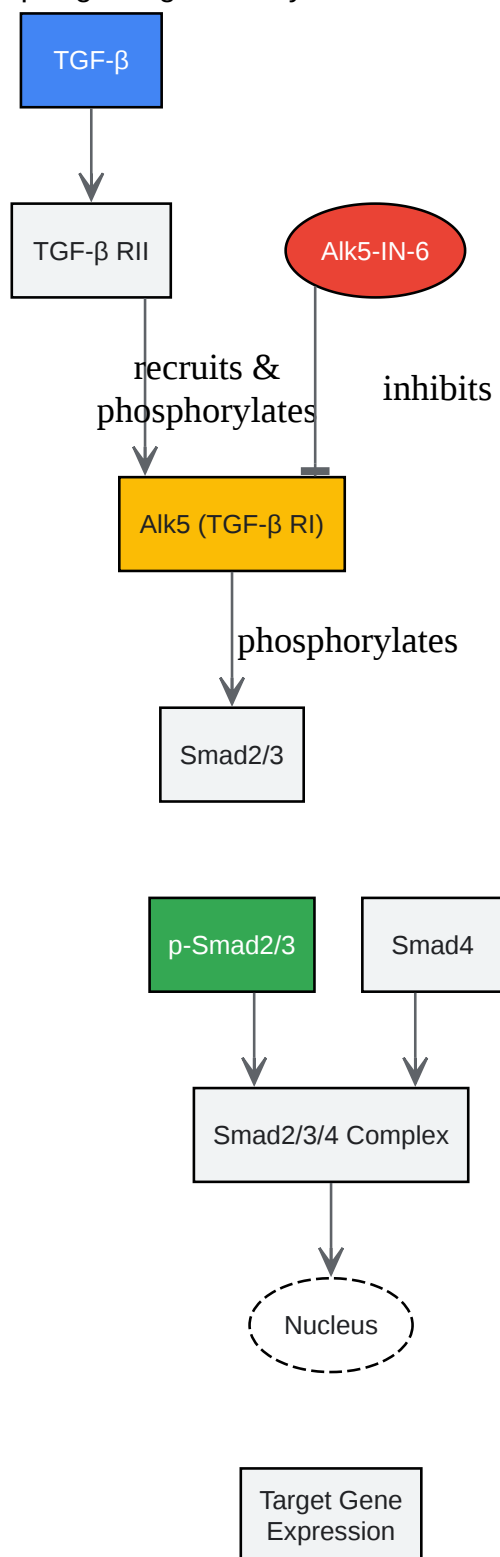 TGF-β
TGF-β RII
Alk5-IN-6
recruits &
phosphorylates
inhibits
Alk5 (TGF-β RI)
phosphorylates
Smad2/3
p-Smad2/3
Smad4
Smad2/3/4 Complex
Nucleus
Target Gene
Expression